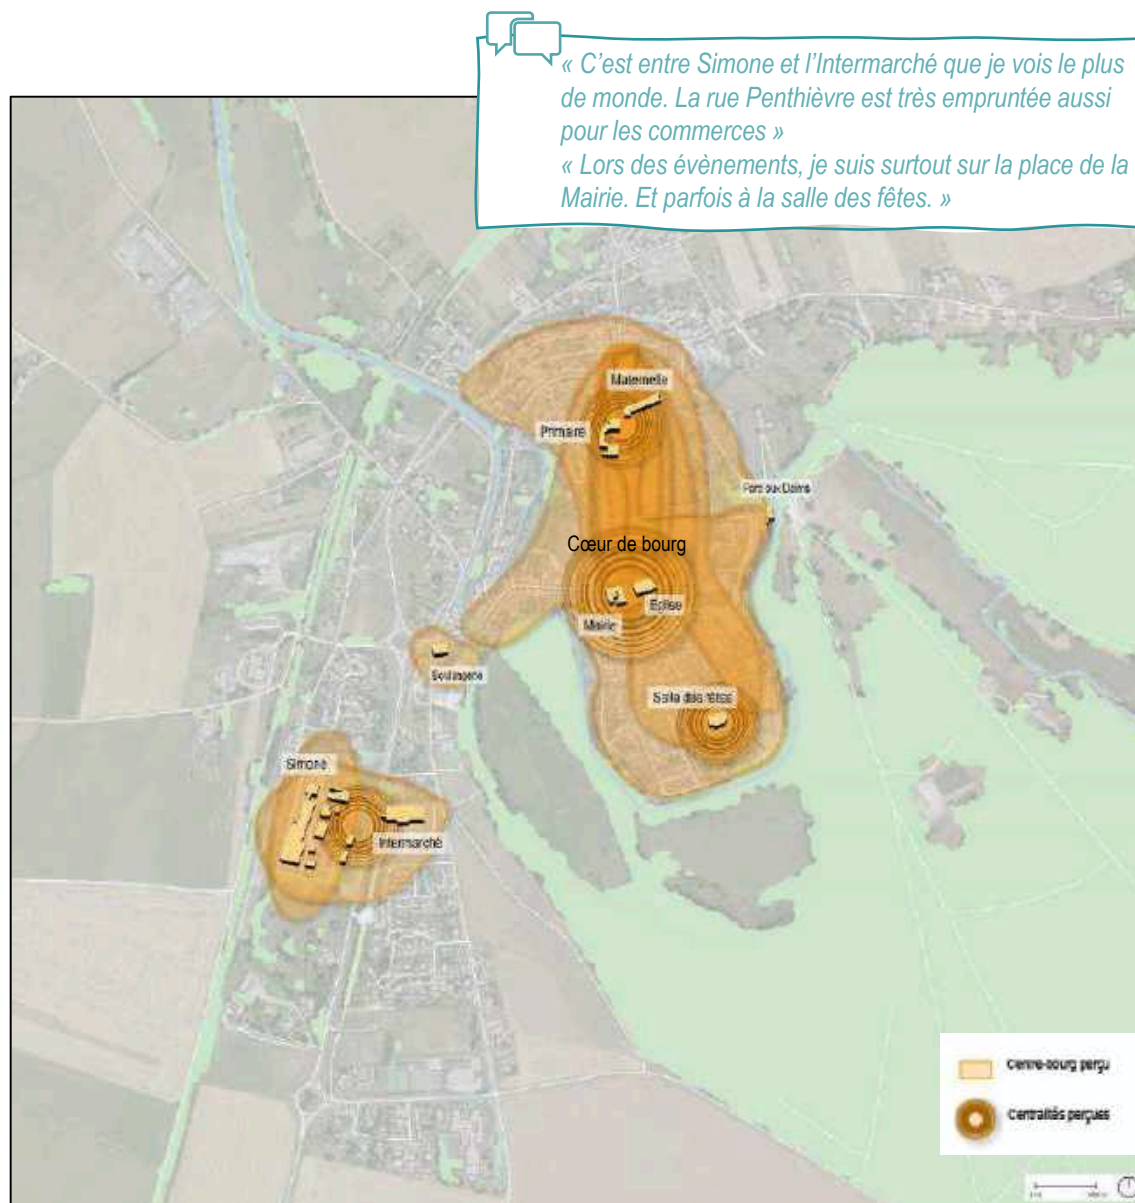 « C'est entre Simone et l'Intermarché que je vois le plus
de monde. La rue Penthièvre est très empruntée aussi
pour les commerces »
« Lors des évènements, je suis surtout sur la place de la
Mairie. Et parfois à la salle des fêtes. »
Maternelle
Primaire
Pont aux Daims
Cœur de bourg
Eglise
Mairie
Boulangerie
Salle des fêtes
Simone
Intermarché
Centre-bourg perçu
Centralités perçues